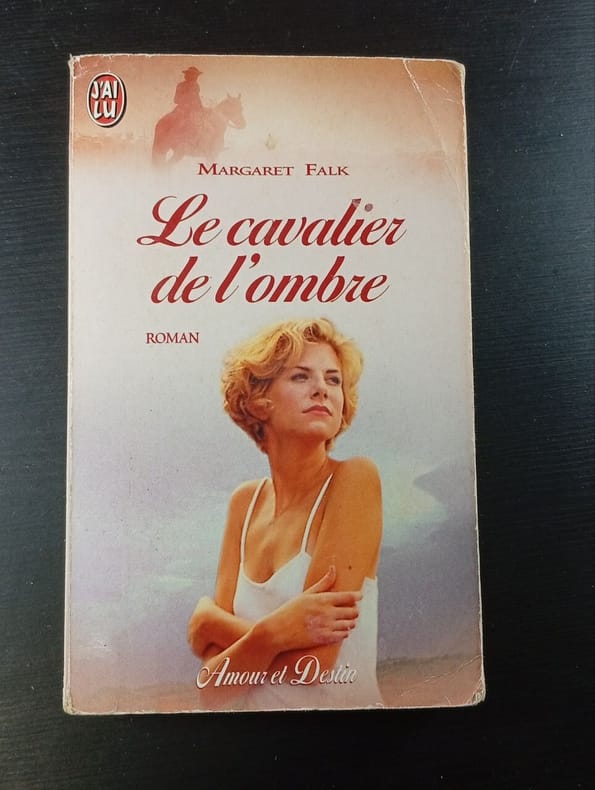 J'AI
LU
MARGARET FALK
Le cavalier
de l'ombre
ROMAN
Amour et Destin